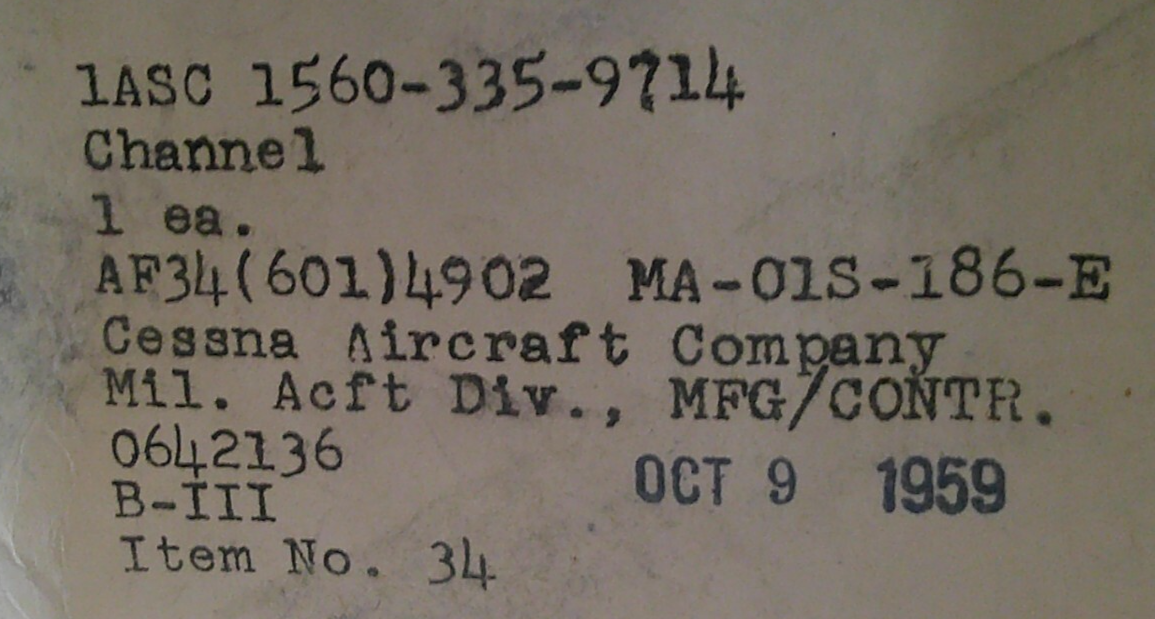 1ASC 1560-335-9714
Channel
1 ea.
AF34(601)4902 MA-01S-186-E
Cessna Aircraft Company
Mil. Acft Div., MFG/CONTR.
0642136
B-III OCT 9 1959
Item No. 34